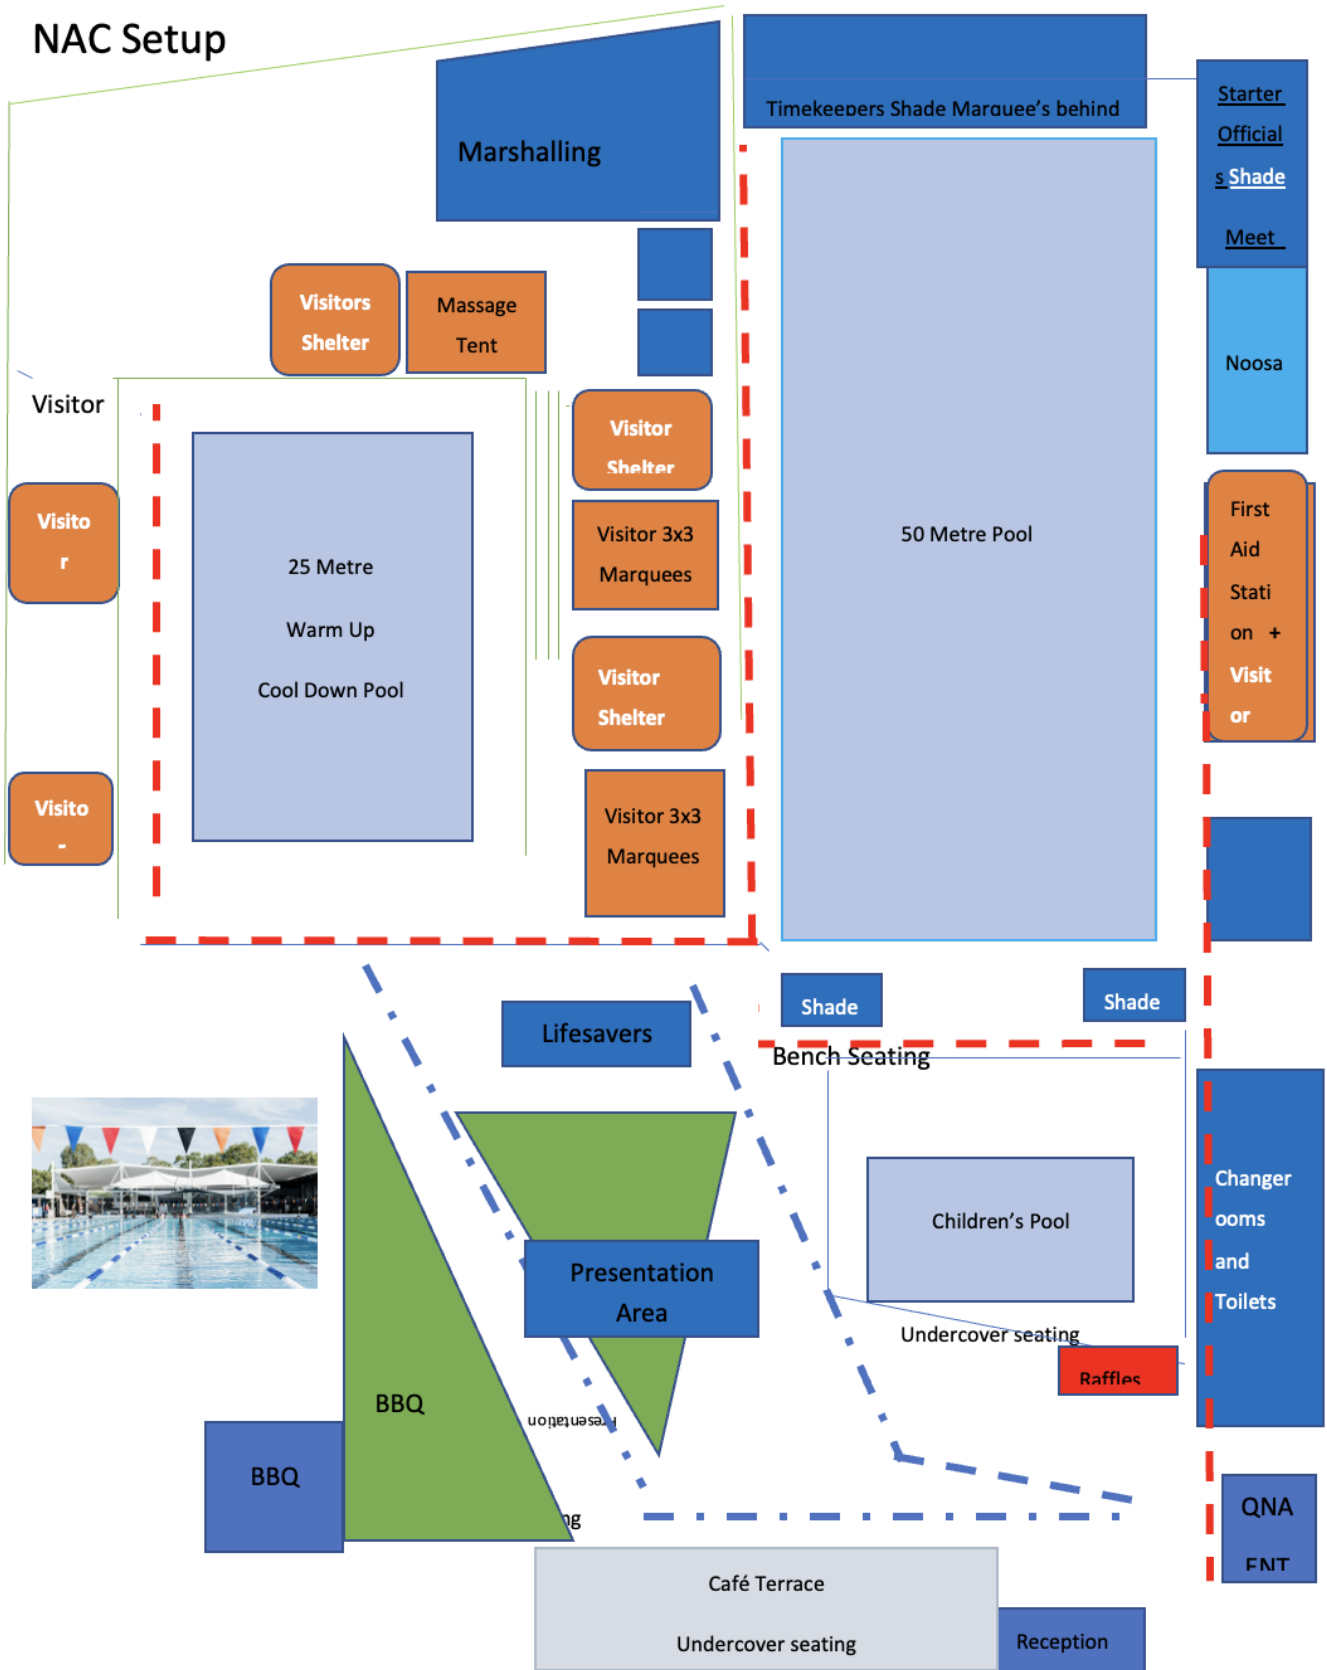 NAC Setup
Timekeepers Shade Marquee's behind
Starter
Official
s Shade
Meet
Marshalling
Visitors
Shelter
Massage
Tent
Noosa
Visitor
Visitor
Shelter
Visito
r
25 Metre
Warm Up
Cool Down Pool
Visitor 3x3
Marquees
50 Metre Pool
First
Aid
Stati
on +
Visit
or
Visitor
Shelter
Visito
Visitor 3x3
Marquees
Shade
Shade
Lifesavers
Bench Seating
Children's Pool
Changer
ooms
and
Toilets
Presentation
Area
Undercover seating
Raffles
BBQ
Presentation
BBQ
ng
QNA
ENT
Café Terrace
Undercover seating
Reception